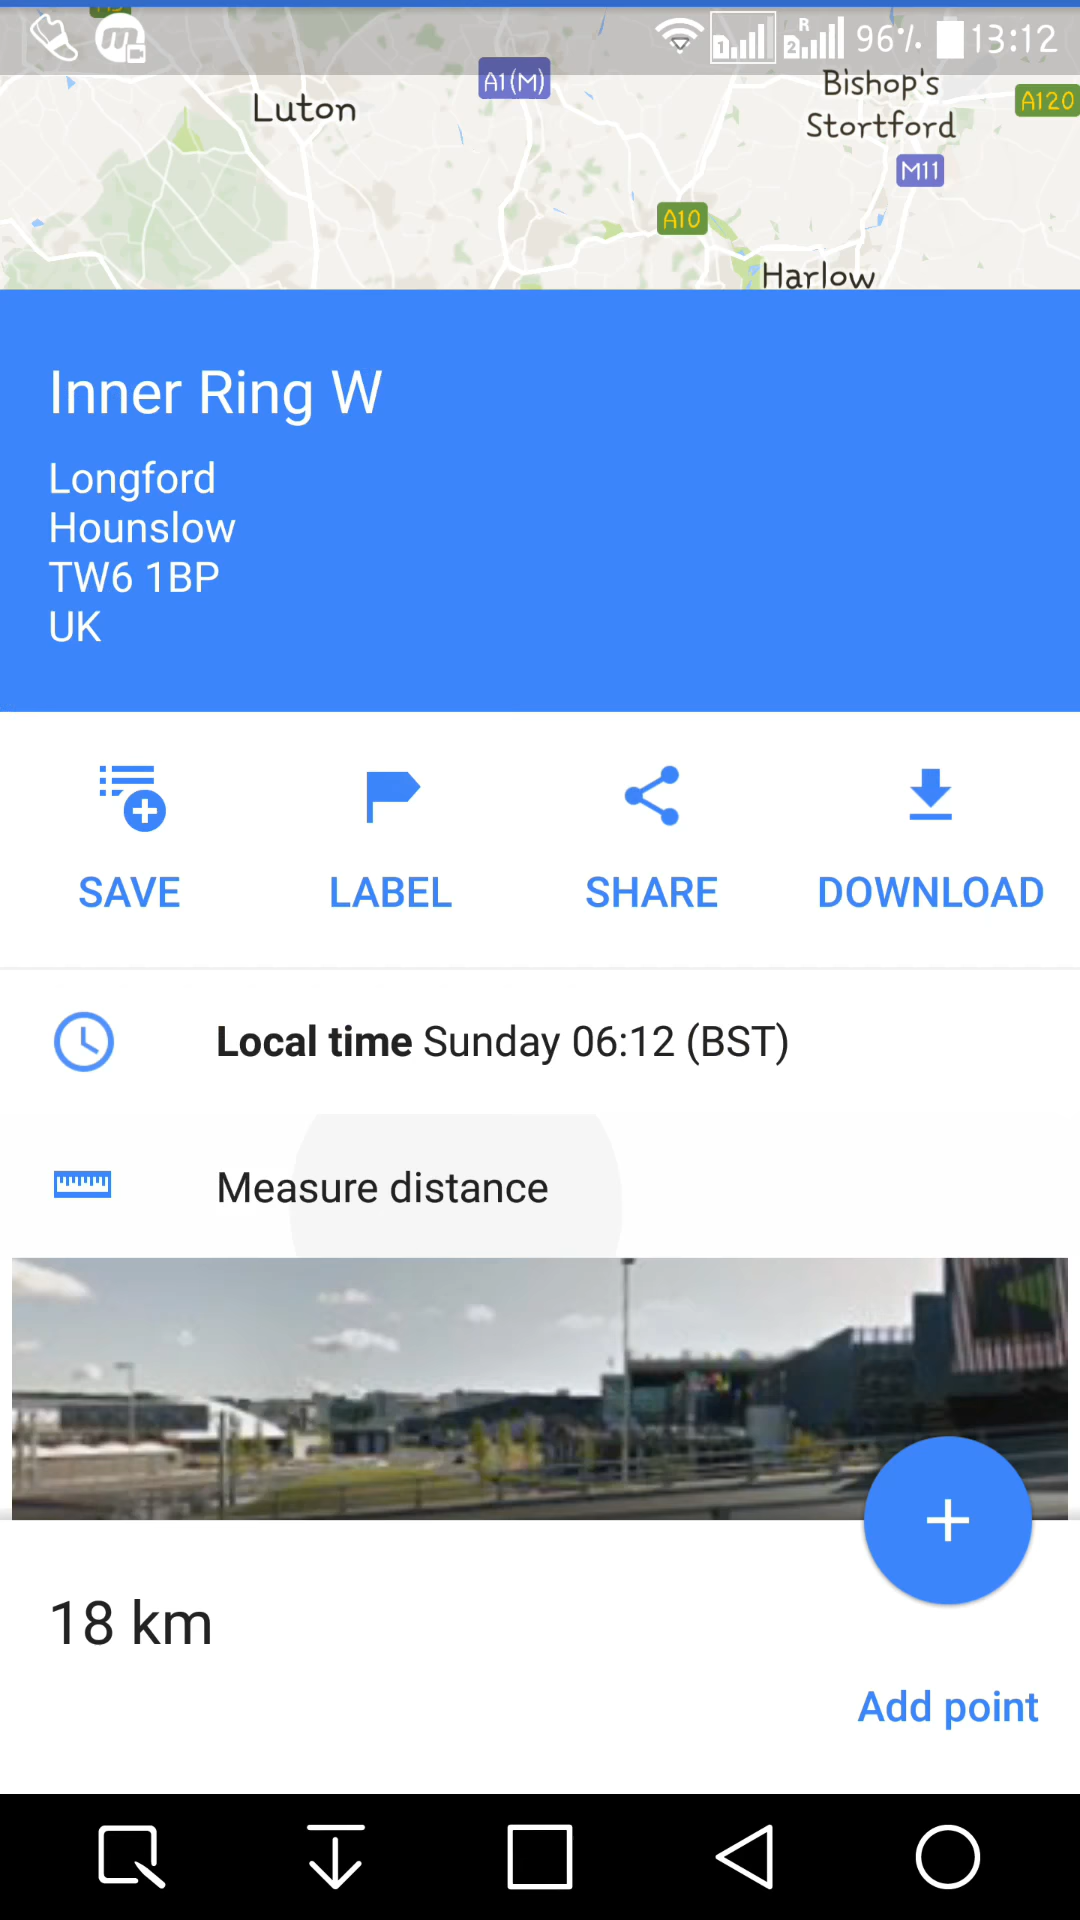 96% 13:12
A1(M)
Luton
Bishop's
Stortford
A120
M11
A10
Harlow
Inner Ring W
Longford
Hounslow
TW6 1BP
UK
SAVE
LABEL
SHARE
DOWNLOAD
Local time Sunday 06:12 (BST)
Measure distance
18 km
Add point